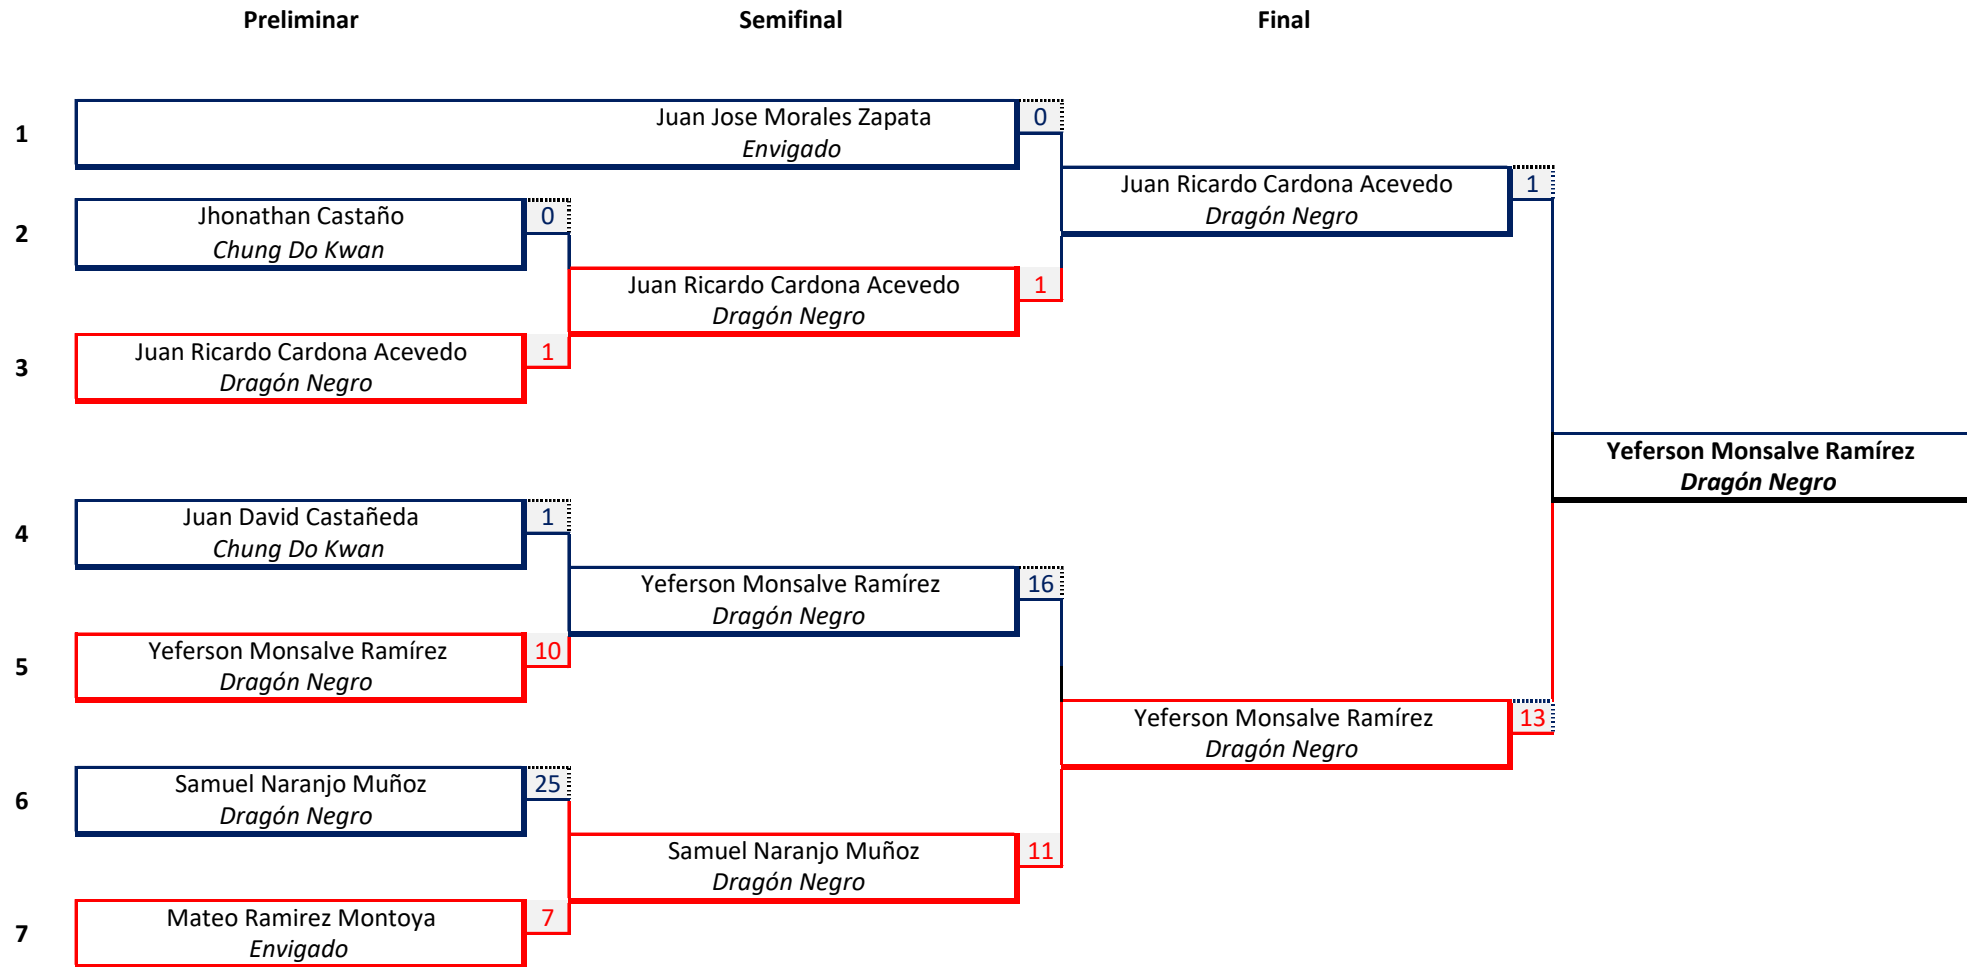 Preliminar Semifinal Final
1
Juan Jose Morales Zapata 0
Envigado
2
Jhonathan Castaño 0
Chung Do Kwan
3
Juan Ricardo Cardona Acevedo 1
Dragón Negro
4
Juan David Castañeda 1
Chung Do Kwan
5
Yeferson Monsalve Ramírez 10
Dragón Negro
6
Samuel Naranjo Muñoz 25
Dragón Negro
7
Mateo Ramirez Montoya 7
Envigado
Juan Ricardo Cardona Acevedo 1
Dragón Negro
Yeferson Monsalve Ramírez 16
Dragón Negro
Samuel Naranjo Muñoz 11
Dragón Negro
Juan Ricardo Cardona Acevedo 1
Dragón Negro
Yeferson Monsalve Ramírez 13
Dragón Negro
Yeferson Monsalve Ramírez
Dragón Negro